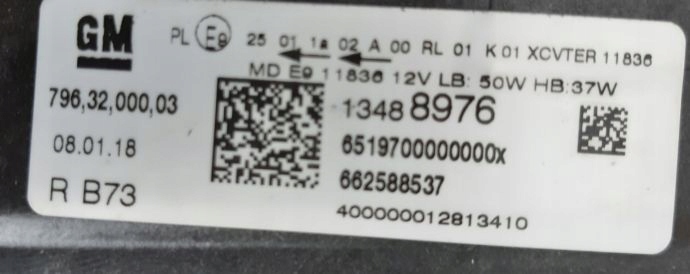 GM PL E9 25 01 1a 02 A 00 RL 01 K 01 XCVTER 11836
MD E9 11836 12V LB: 50W HB:37W
796,32,000,03
1348 8976
08.01.18
6519700000000x
R B73
662588537
400000012813410